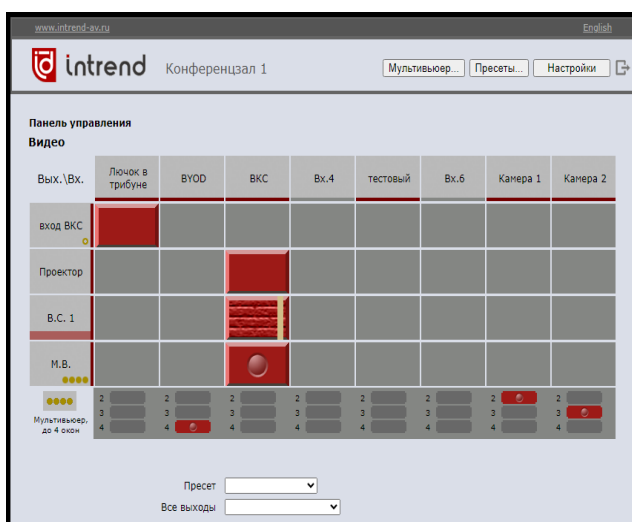 www.intrend-av.ru English
intrend Конференцзал 1 Мультивьюер... Пресеты... Настройки
Панель управления
Видео
Вых.\Вх. Лючок в трибуне BYOD ВКС Вх.4 тестовый Вх.6 Камера 1 Камера 2
вход ВКС
Проектор
В.С. 1
М.В.
2 2 2 2 2 2 2 2
Мультивьюер, 3 3 3 3 3 3 3 3
до 4 окон 4 4 4 4 4 4 4 4
Пресет
Все выходы